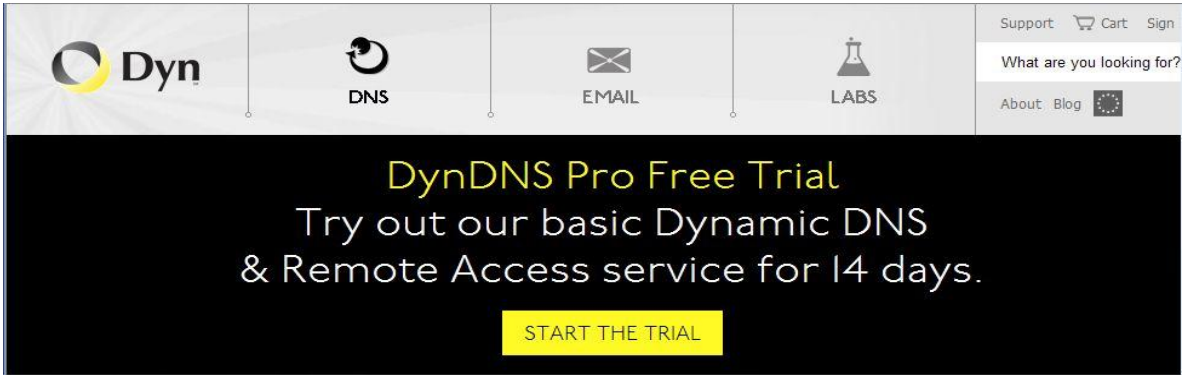 Dyn
DNS
EMAIL
LABS
Support Cart Sign
What are you looking for?
About Blog
DynDNS Pro Free Trial
Try out our basic Dynamic DNS
& Remote Access service for 14 days.
START THE TRIAL